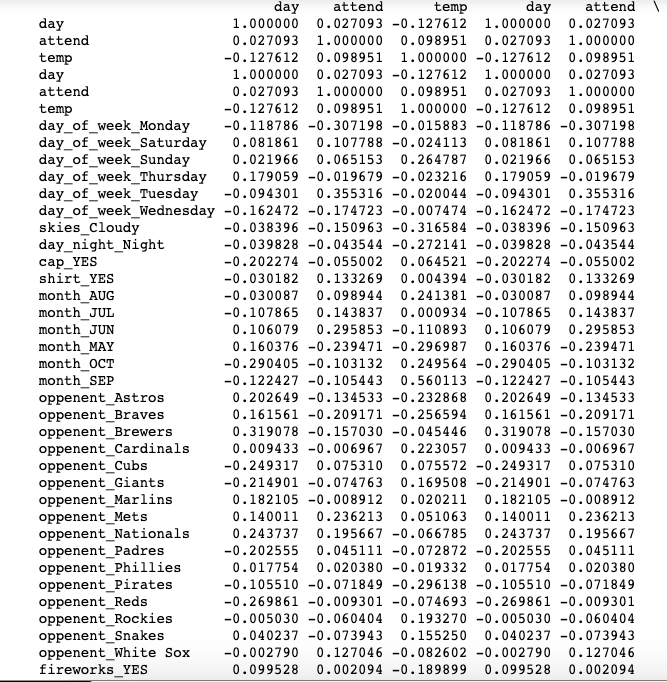 day attend temp day attend \
day 1.000000 0.027093 -0.127612 1.000000 0.027093
attend 0.027093 1.000000 0.098951 0.027093 1.000000
temp -0.127612 0.098951 1.000000 -0.127612 0.098951
day 1.000000 0.027093 -0.127612 1.000000 0.027093
attend 0.027093 1.000000 0.098951 0.027093 1.000000
temp -0.127612 0.098951 1.000000 -0.127612 0.098951
day_of_week_Monday -0.118786 -0.307198 -0.015883 -0.118786 -0.307198
day_of_week_Saturday 0.081861 0.107788 -0.024113 0.081861 0.107788
day_of_week_Sunday 0.021966 0.065153 0.264787 0.021966 0.065153
day_of_week_Thursday 0.179059 -0.019679 -0.023216 0.179059 -0.019679
day_of_week_Tuesday -0.094301 0.355316 -0.020044 -0.094301 0.355316
day_of_week_Wednesday -0.162472 -0.174723 -0.007474 -0.162472 -0.174723
skies_Cloudy -0.038396 -0.150963 -0.316584 -0.038396 -0.150963
day_night_Night -0.039828 -0.043544 -0.272141 -0.039828 -0.043544
cap_YES -0.202274 -0.055002 0.064521 -0.202274 -0.055002
shirt_YES -0.030182 0.133269 0.004394 -0.030182 0.133269
month_AUG -0.030087 0.098944 0.241381 -0.030087 0.098944
month_JUL -0.107865 0.143837 0.000934 -0.107865 0.143837
month_JUN 0.106079 0.295853 -0.110893 0.106079 0.295853
month_MAY 0.160376 -0.239471 -0.296987 0.160376 -0.239471
month_OCT -0.290405 -0.103132 0.249564 -0.290405 -0.103132
month_SEP -0.122427 -0.105443 0.560113 -0.122427 -0.105443
oppenent_Astros 0.202649 -0.134533 -0.232868 0.202649 -0.134533
oppenent_Braves 0.161561 -0.209171 -0.256594 0.161561 -0.209171
oppenent_Brewers 0.319078 -0.157030 -0.045446 0.319078 -0.157030
oppenent_Cardinals 0.009433 -0.006967 0.223057 0.009433 -0.006967
oppenent_Cubs -0.249317 0.075310 0.075572 -0.249317 0.075310
oppenent_Giants -0.214901 -0.074763 0.169508 -0.214901 -0.074763
oppenent_Marlins 0.182105 -0.008912 0.020211 0.182105 -0.008912
oppenent_Mets 0.140011 0.236213 0.051063 0.140011 0.236213
oppenent_Nationals 0.243737 0.195667 -0.066785 0.243737 0.195667
oppenent_Padres -0.202555 0.045111 -0.072872 -0.202555 0.045111
oppenent_Phillies 0.017754 0.020380 -0.019332 0.017754 0.020380
oppenent_Pirates -0.105510 -0.071849 -0.296138 -0.105510 -0.071849
oppenent_Reds -0.269861 -0.009301 -0.074693 -0.269861 -0.009301
oppenent_Rockies -0.005030 -0.060404 0.193270 -0.005030 -0.060404
oppenent_Snakes 0.040237 -0.073943 0.155250 0.040237 -0.073943
oppenent_White Sox -0.002790 0.127046 -0.082602 -0.002790 0.127046
fireworks_YES 0.099528 0.002094 -0.189899 0.099528 0.002094